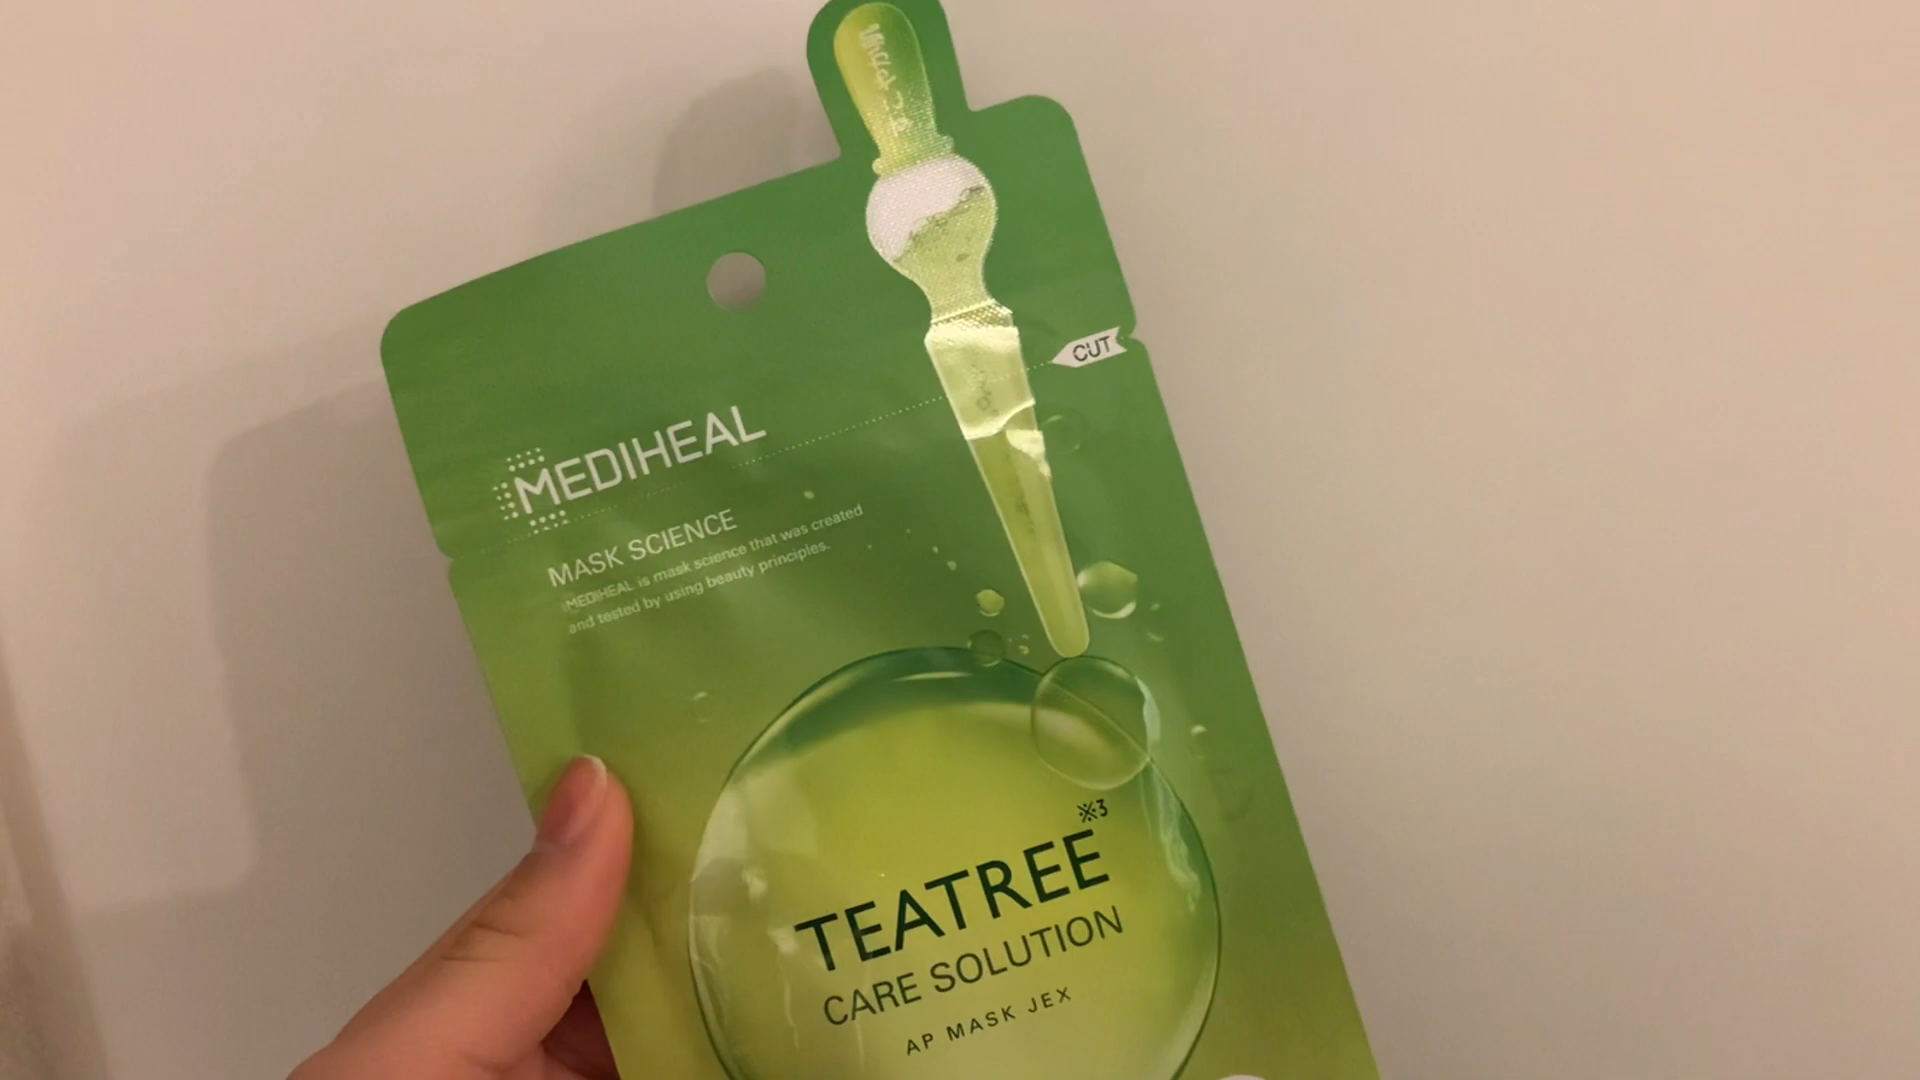 CUT
MEDIHEAL
MASK SCIENCE
MEDIHEAL is mask science that was created
and tested by using beauty principles.
TEATREE※3
CARE SOLUTION
AP MASK JEX